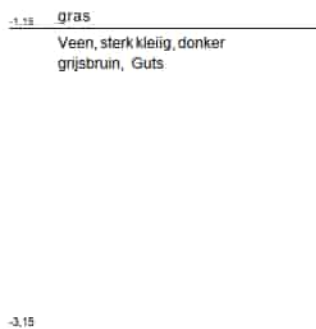 -1,15 gras
Veen, sterk kleiig, donker
grijsbruin, Guts
-3,15